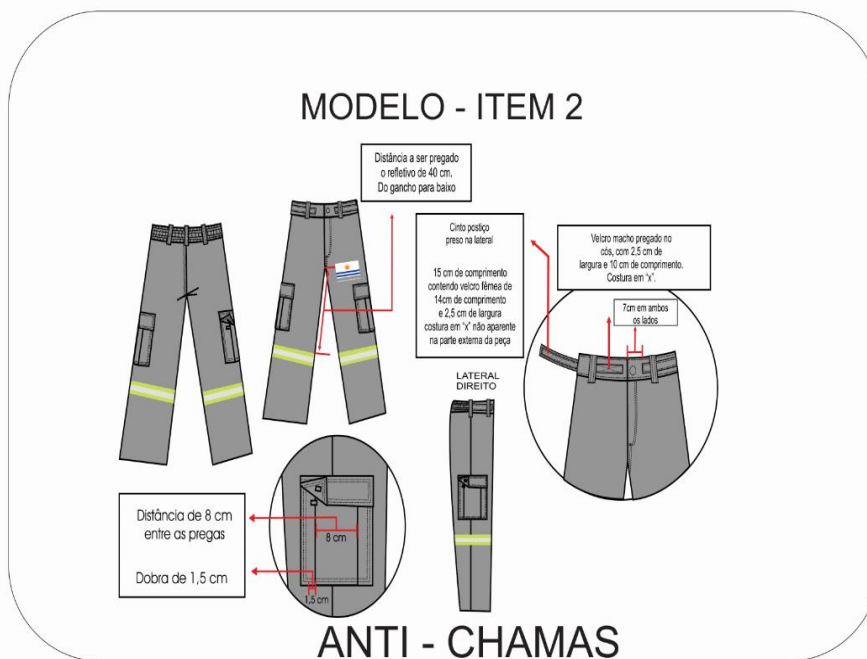 MODELO - ITEM 2
Distância a ser pregado
o refletivo de 40 cm.
Do gancho para baixo
Cinto postiço
preso na lateral
15 cm de comprimento
contendo velcro fêmea de
14cm de comprimento
e 2,5 cm de largura
costura em "x" não aparente
na parte externa da peça
Velcro macho pregado no
cós, com 2,5 cm de
largura e 10 cm de comprimento.
Costura em "x".
7cm em ambos
os lados
LATERAL
DIREITO
Distância de 8 cm
entre as pregas
Dobra de 1,5 cm
8 cm
1,5 cm
ANTI - CHAMAS